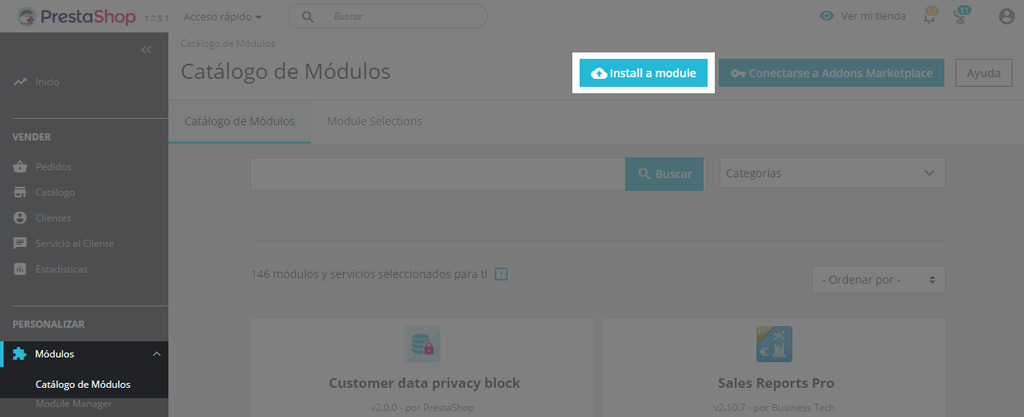 PrestaShop 1.7.5.1
Acceso rápido
Buscar
Ver mi tienda
11
Catálogo de Módulos
Catálogo de Módulos
Install a module
Conectarse a Addons Marketplace
Ayuda
Catálogo de Módulos
Module Selections
Inicio
VENDER
Pedidos
Catálogo
Clientes
Servicio al Cliente
Estadísticas
PERSONALIZAR
Módulos
Catálogo de Módulos
Module Manager
Buscar
Categorías
146 módulos y servicios seleccionados para ti
- Ordenar por -
Customer data privacy block
v2.0.0 - por PrestaShop
Sales Reports Pro
v2.10.7 - por Business Tech